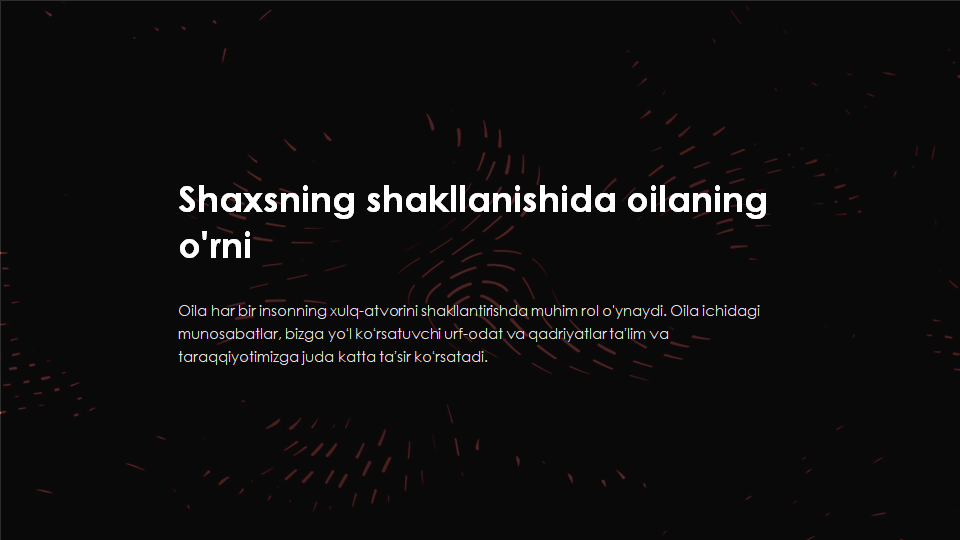 Shaxsning shakllanishida oilaning
o'rni
Oila har bir insonning xulq-atvorini shakllantirishda muhim rol o'ynaydi. Oila ichidagi
munosabatlar, bizga yo'l ko'rsatuvchi urf-odat va qadriyatlar ta'lim va
taraqqiyotimizga juda katta ta'sir ko'rsatadi.